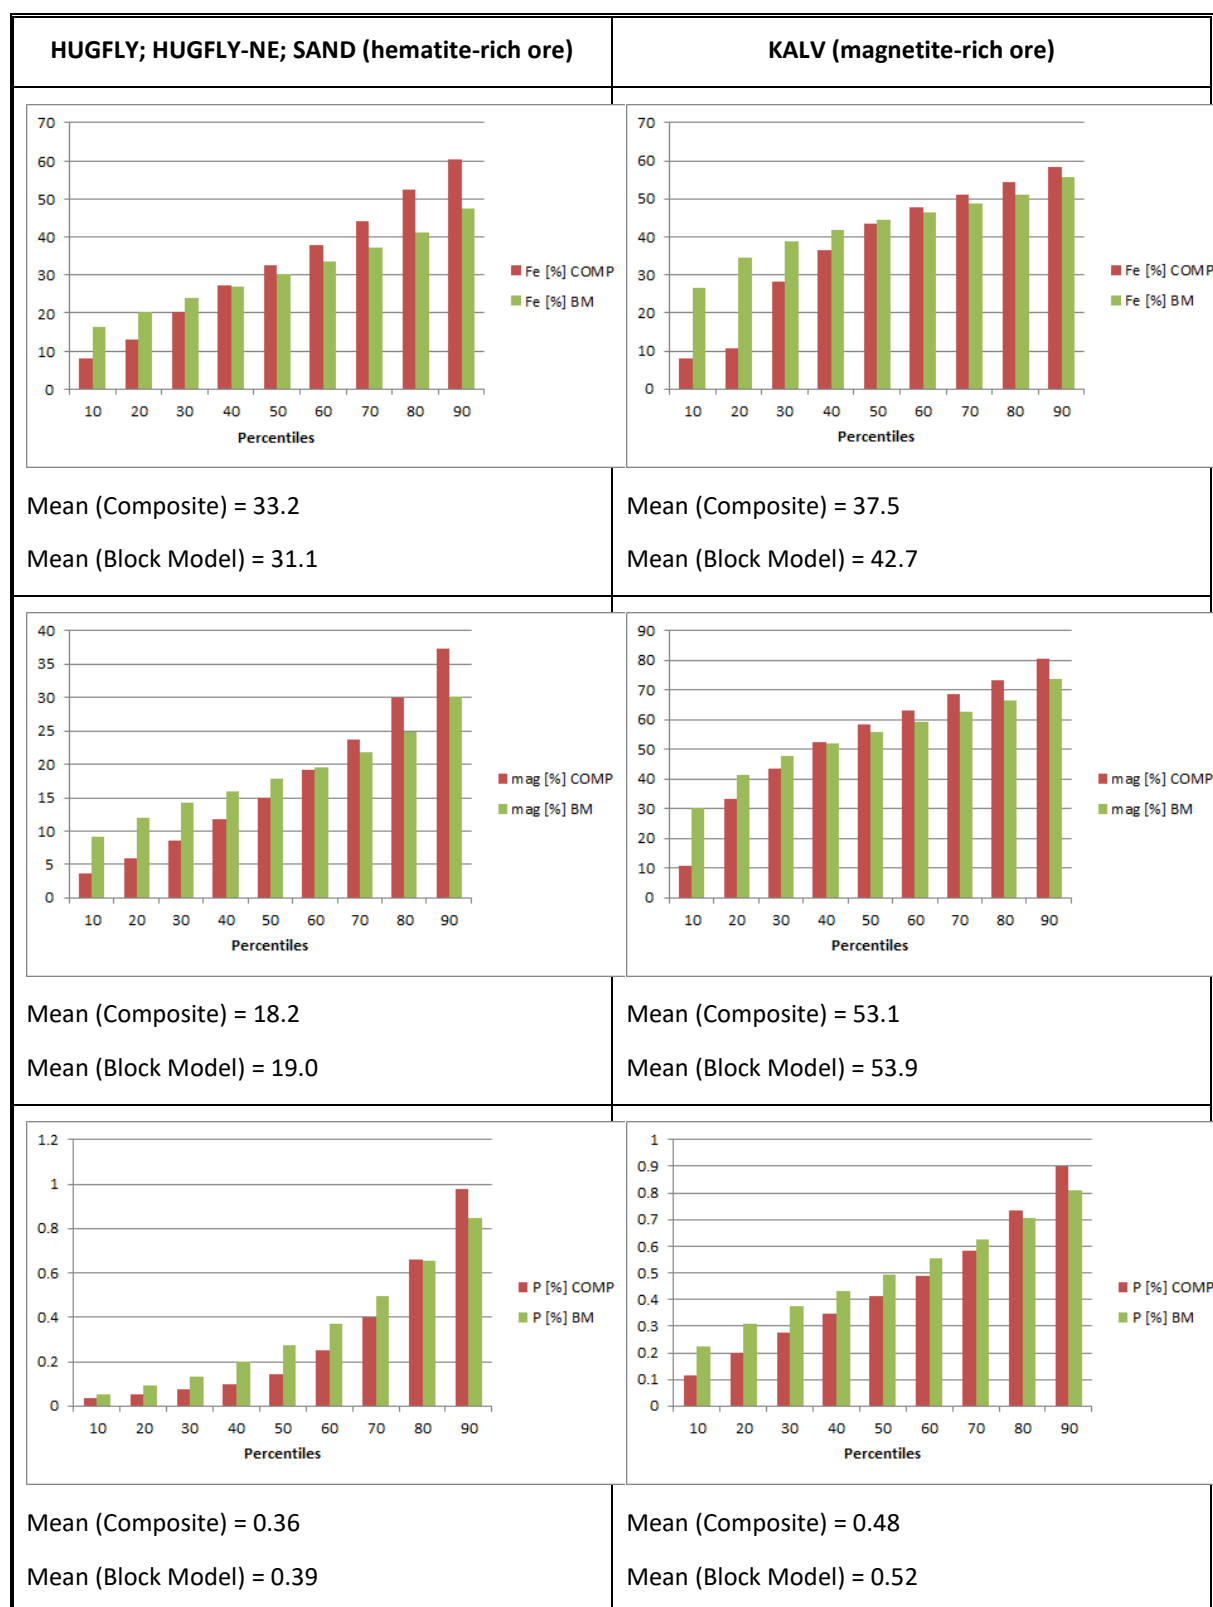 HUGFLY; HUGFLY-NE; SAND (hematite-rich ore)
KALV (magnetite-rich ore)
70
60
50
40
30
20
10
0
10 20 30 40 50 60 70 80 90
Percentiles
Fe [%] COMP
Fe [%] BM
Mean (Composite) = 33.2
Mean (Block Model) = 31.1
70
60
50
40
30
20
10
0
10 20 30 40 50 60 70 80 90
Percentiles
Fe [%] COMP
Fe [%] BM
Mean (Composite) = 37.5
Mean (Block Model) = 42.7
40
35
30
25
20
15
10
5
0
10 20 30 40 50 60 70 80 90
Percentiles
mag [%] COMP
mag [%] BM
Mean (Composite) = 18.2
Mean (Block Model) = 19.0
90
80
70
60
50
40
30
20
10
0
10 20 30 40 50 60 70 80 90
Percentiles
mag [%] COMP
mag [%] BM
Mean (Composite) = 53.1
Mean (Block Model) = 53.9
1.2
1
0.8
0.6
0.4
0.2
0
10 20 30 40 50 60 70 80 90
Percentiles
P [%] COMP
P [%] BM
Mean (Composite) = 0.36
Mean (Block Model) = 0.39
1
0.9
0.8
0.7
0.6
0.5
0.4
0.3
0.2
0.1
0
10 20 30 40 50 60 70 80 90
Percentiles
P [%] COMP
P [%] BM
Mean (Composite) = 0.48
Mean (Block Model) = 0.52